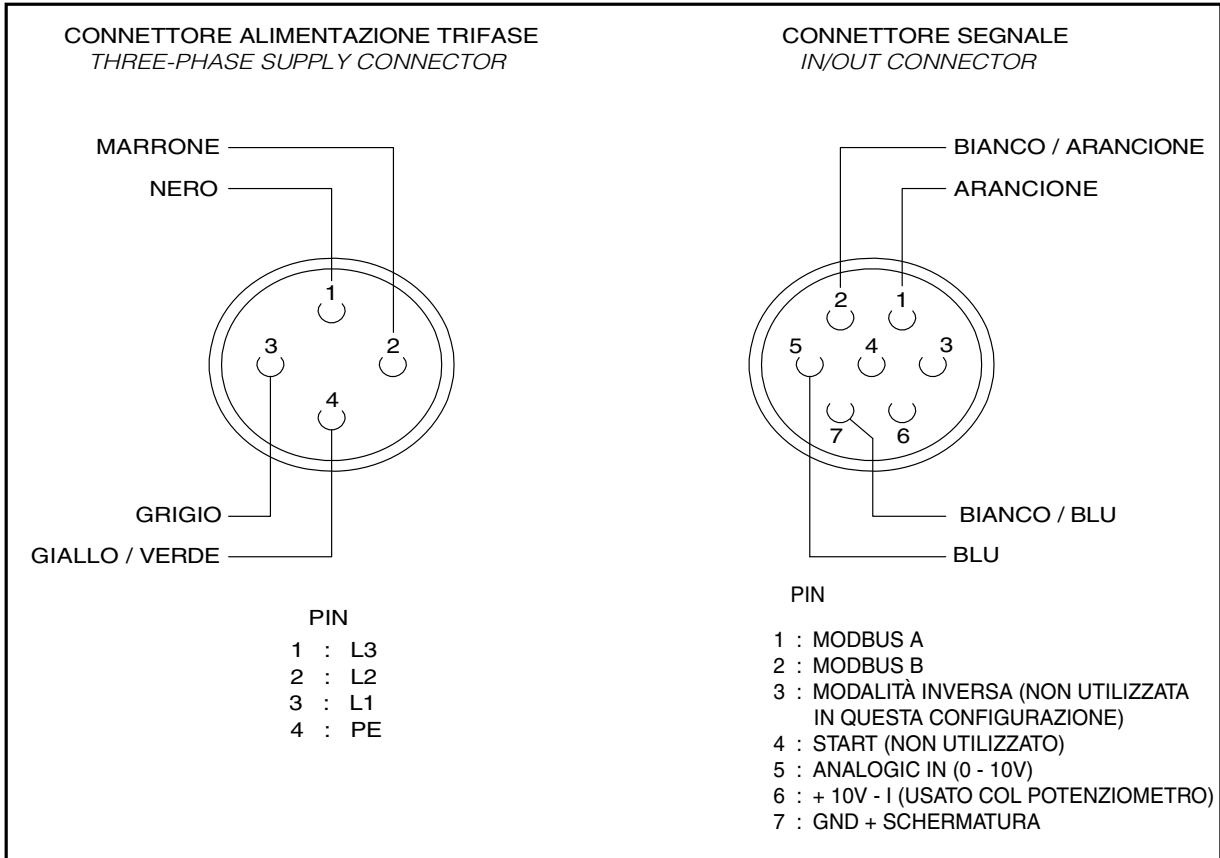 CONNETTORE ALIMENTAZIONE TRIFASE
THREE-PHASE SUPPLY CONNECTOR
MARRONE
NERO
1
3
2
4
GRIGIO
GIALLO / VERDE
PIN
1 : L3
2 : L2
3 : L1
4 : PE
CONNETTORE SEGNALE
IN/OUT CONNECTOR
BIANCO / ARANCIONE
ARANCIONE
2 1
5 4 3
7 6
BIANCO / BLU
BLU
PIN
1 : MODBUS A
2 : MODBUS B
3 : MODALITÀ INVERSA (NON UTILIZZATA
IN QUESTA CONFIGURAZIONE)
4 : START (NON UTILIZZATO)
5 : ANALOGIC IN (0 - 10V)
6 : + 10V - I (USATO COL POTENZIOMETRO)
7 : GND + SCHERMATURA